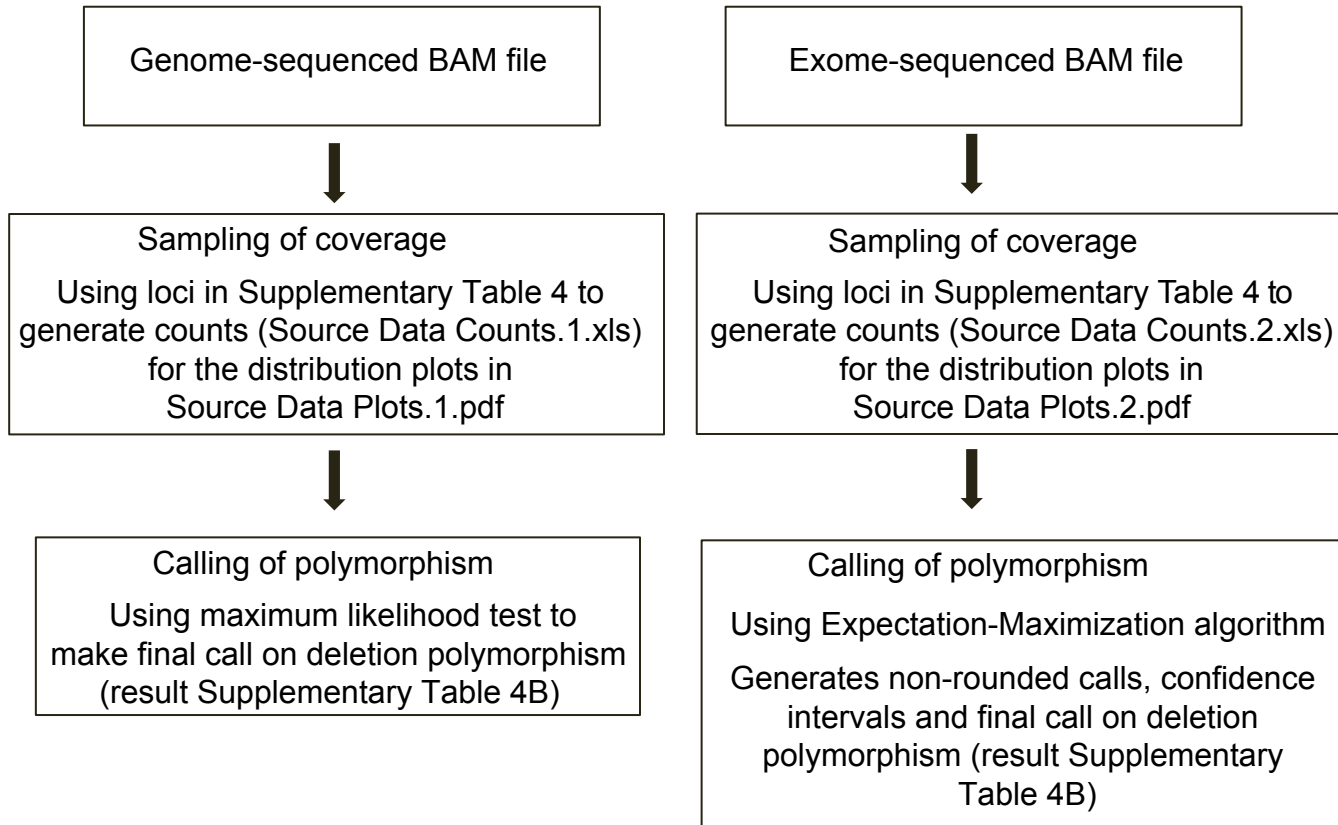 Genome-sequenced BAM file
Sampling of coverage
Using loci in Supplementary Table 4 to
generate counts (Source Data Counts.1.xls)
for the distribution plots in
Source Data Plots.1.pdf
Calling of polymorphism
Using maximum likelihood test to
make final call on deletion polymorphism
(result Supplementary Table 4B)
Exome-sequenced BAM file
Sampling of coverage
Using loci in Supplementary Table 4 to
generate counts (Source Data Counts.2.xls)
for the distribution plots in
Source Data Plots.2.pdf
Calling of polymorphism
Using Expectation-Maximization algorithm
Generates non-rounded calls, confidence
intervals and final call on deletion
polymorphism (result Supplementary
Table 4B)